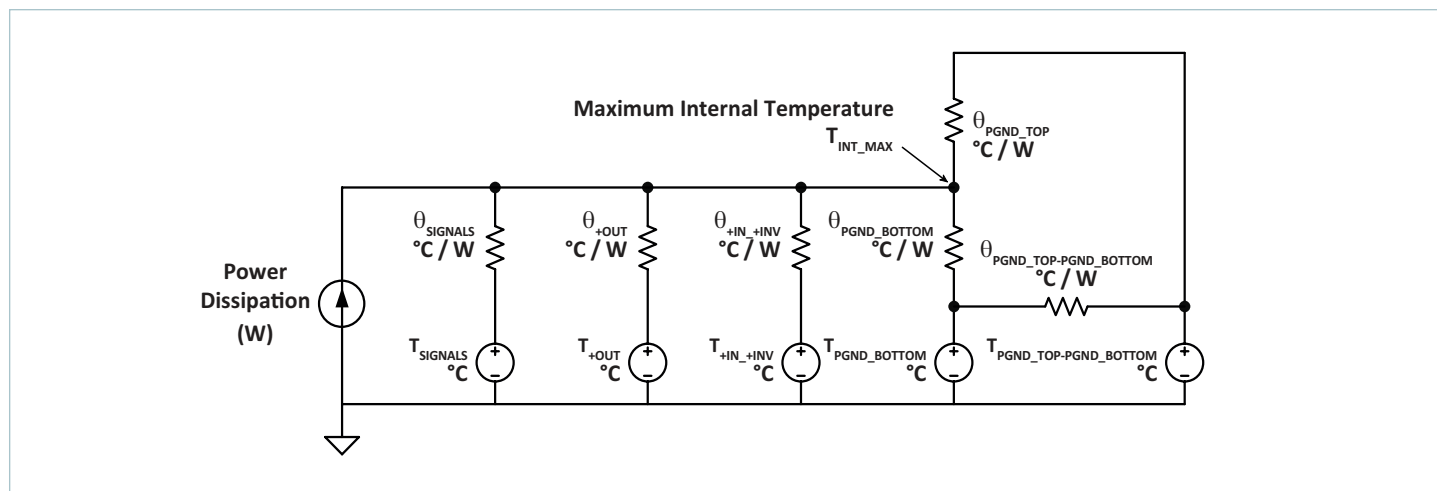 Maximum Internal Temperature
T_INT_MAX
θ_PGND_TOP
°C / W
θ_SIGNALS
°C / W
θ_+OUT
°C / W
θ_+IN_+INV
°C / W
θ_PGND_BOTTOM
°C / W
θ_PGND_TOP-PGND_BOTTOM
°C / W
Power
Dissipation
(W)
T_SIGNALS
°C
T_+OUT
°C
T_+IN_+INV
°C
T_PGND_BOTTOM
°C
T_PGND_TOP-PGND_BOTTOM
°C